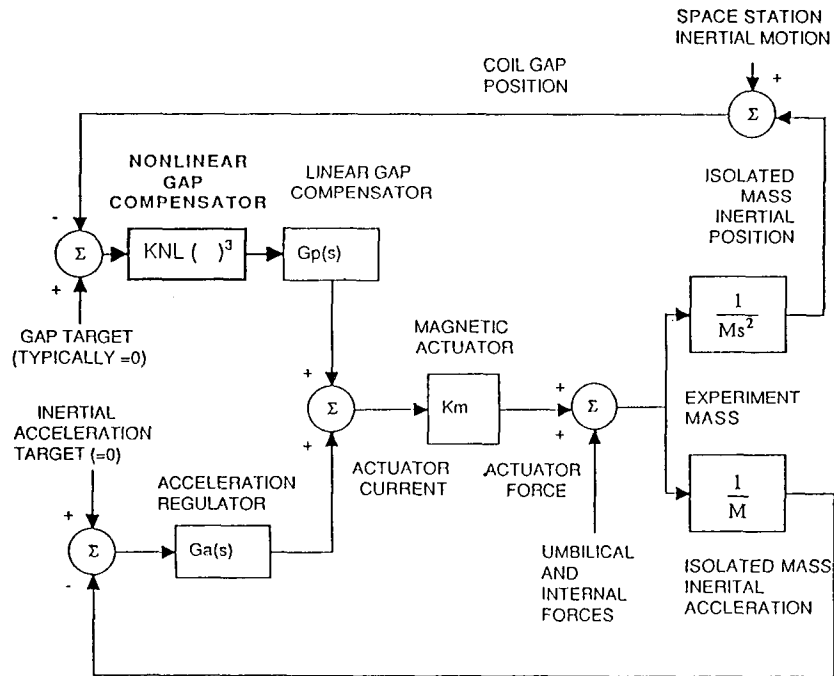 SPACE STATION
INERTIAL MOTION
+
Σ
COIL GAP
POSITION
NONLINEAR
GAP
COMPENSATOR
LINEAR GAP
COMPENSATOR
ISOLATED
MASS
INERTIAL
POSITION
-
Σ
+
KNL ( )³
Gp(s)
GAP TARGET
(TYPICALLY =0)
MAGNETIC
ACTUATOR
1
Ms²
INERTIAL
ACCELERATION
TARGET (=0)
+
Σ
+
Km
+
Σ
+
EXPERIMENT
MASS
ACCELERATION
REGULATOR
ACTUATOR
CURRENT
ACTUATOR
FORCE
1
M
+
Σ
-
Ga(s)
UMBILICAL
AND
INTERNAL
FORCES
ISOLATED MASS
INERITAL
ACCLERATION